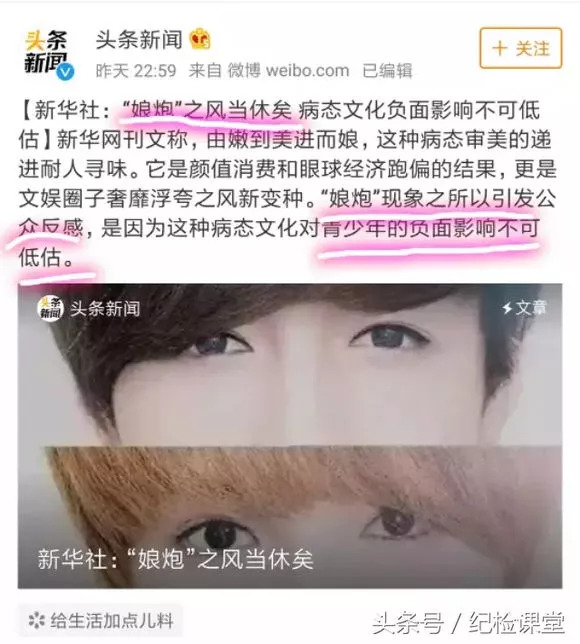 头条
新闻
头条新闻
+ 关注
昨天 22:59 来自 微博 weibo.com 已编辑
【新华社：“娘炮”之风当休矣 病态文化负面影响不可低
估】新华网刊文称，由嫩到美进而娘，这种病态审美的递
进耐人寻味。它是颜值消费和眼球经济跑偏的结果，更是
文娱圈子奢靡浮夸之风新变种。“娘炮”现象之所以引发公
众反感，是因为这种病态文化对青少年的负面影响不可
低估。
头条
新闻
头条新闻
文章
新华社：“娘炮”之风当休矣
给生活加点儿料
头条号 / 纪检课堂